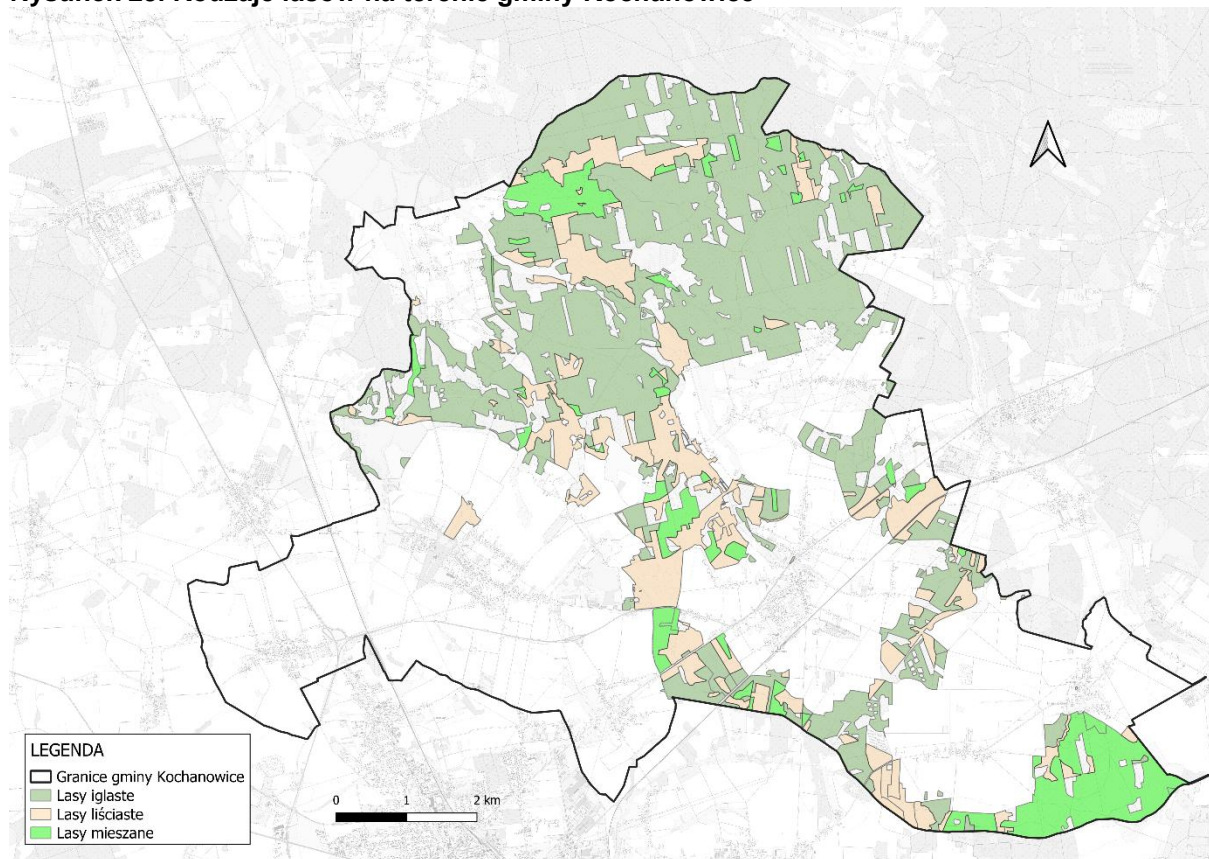 Rysunek 23. Rodzaje lasów na terenie gminy Kochanowice
LEGENDA
Granice gminy Kochanowice
Lasy iglaste
Lasy liściaste
Lasy mieszane
0 1 2 km